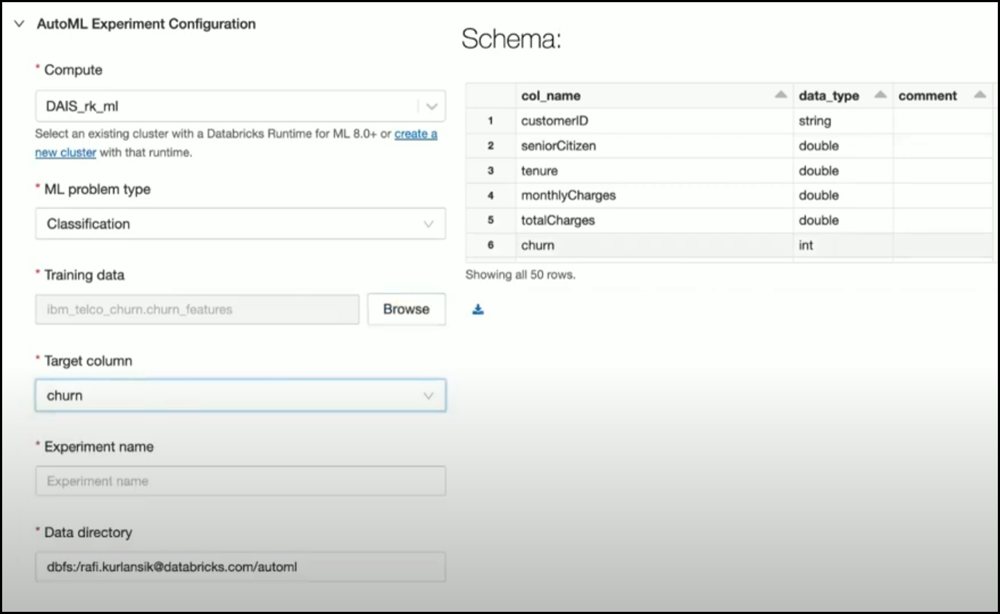 AutoML Experiment Configuration
* Compute
DAIS_rk_ml
Select an existing cluster with a Databricks Runtime for ML 8.0+ or create a
new cluster with that runtime.
* ML problem type
Classification
* Training data
ibm_telco_churn.churn_features
Browse
* Target column
churn
* Experiment name
Experiment name
* Data directory
dbfs:/rafi.kurlansik@databricks.com/automl
Schema:
col_name data_type comment
1 customerID string
2 seniorCitizen double
3 tenure double
4 monthlyCharges double
5 totalCharges double
6 churn int
Showing all 50 rows.